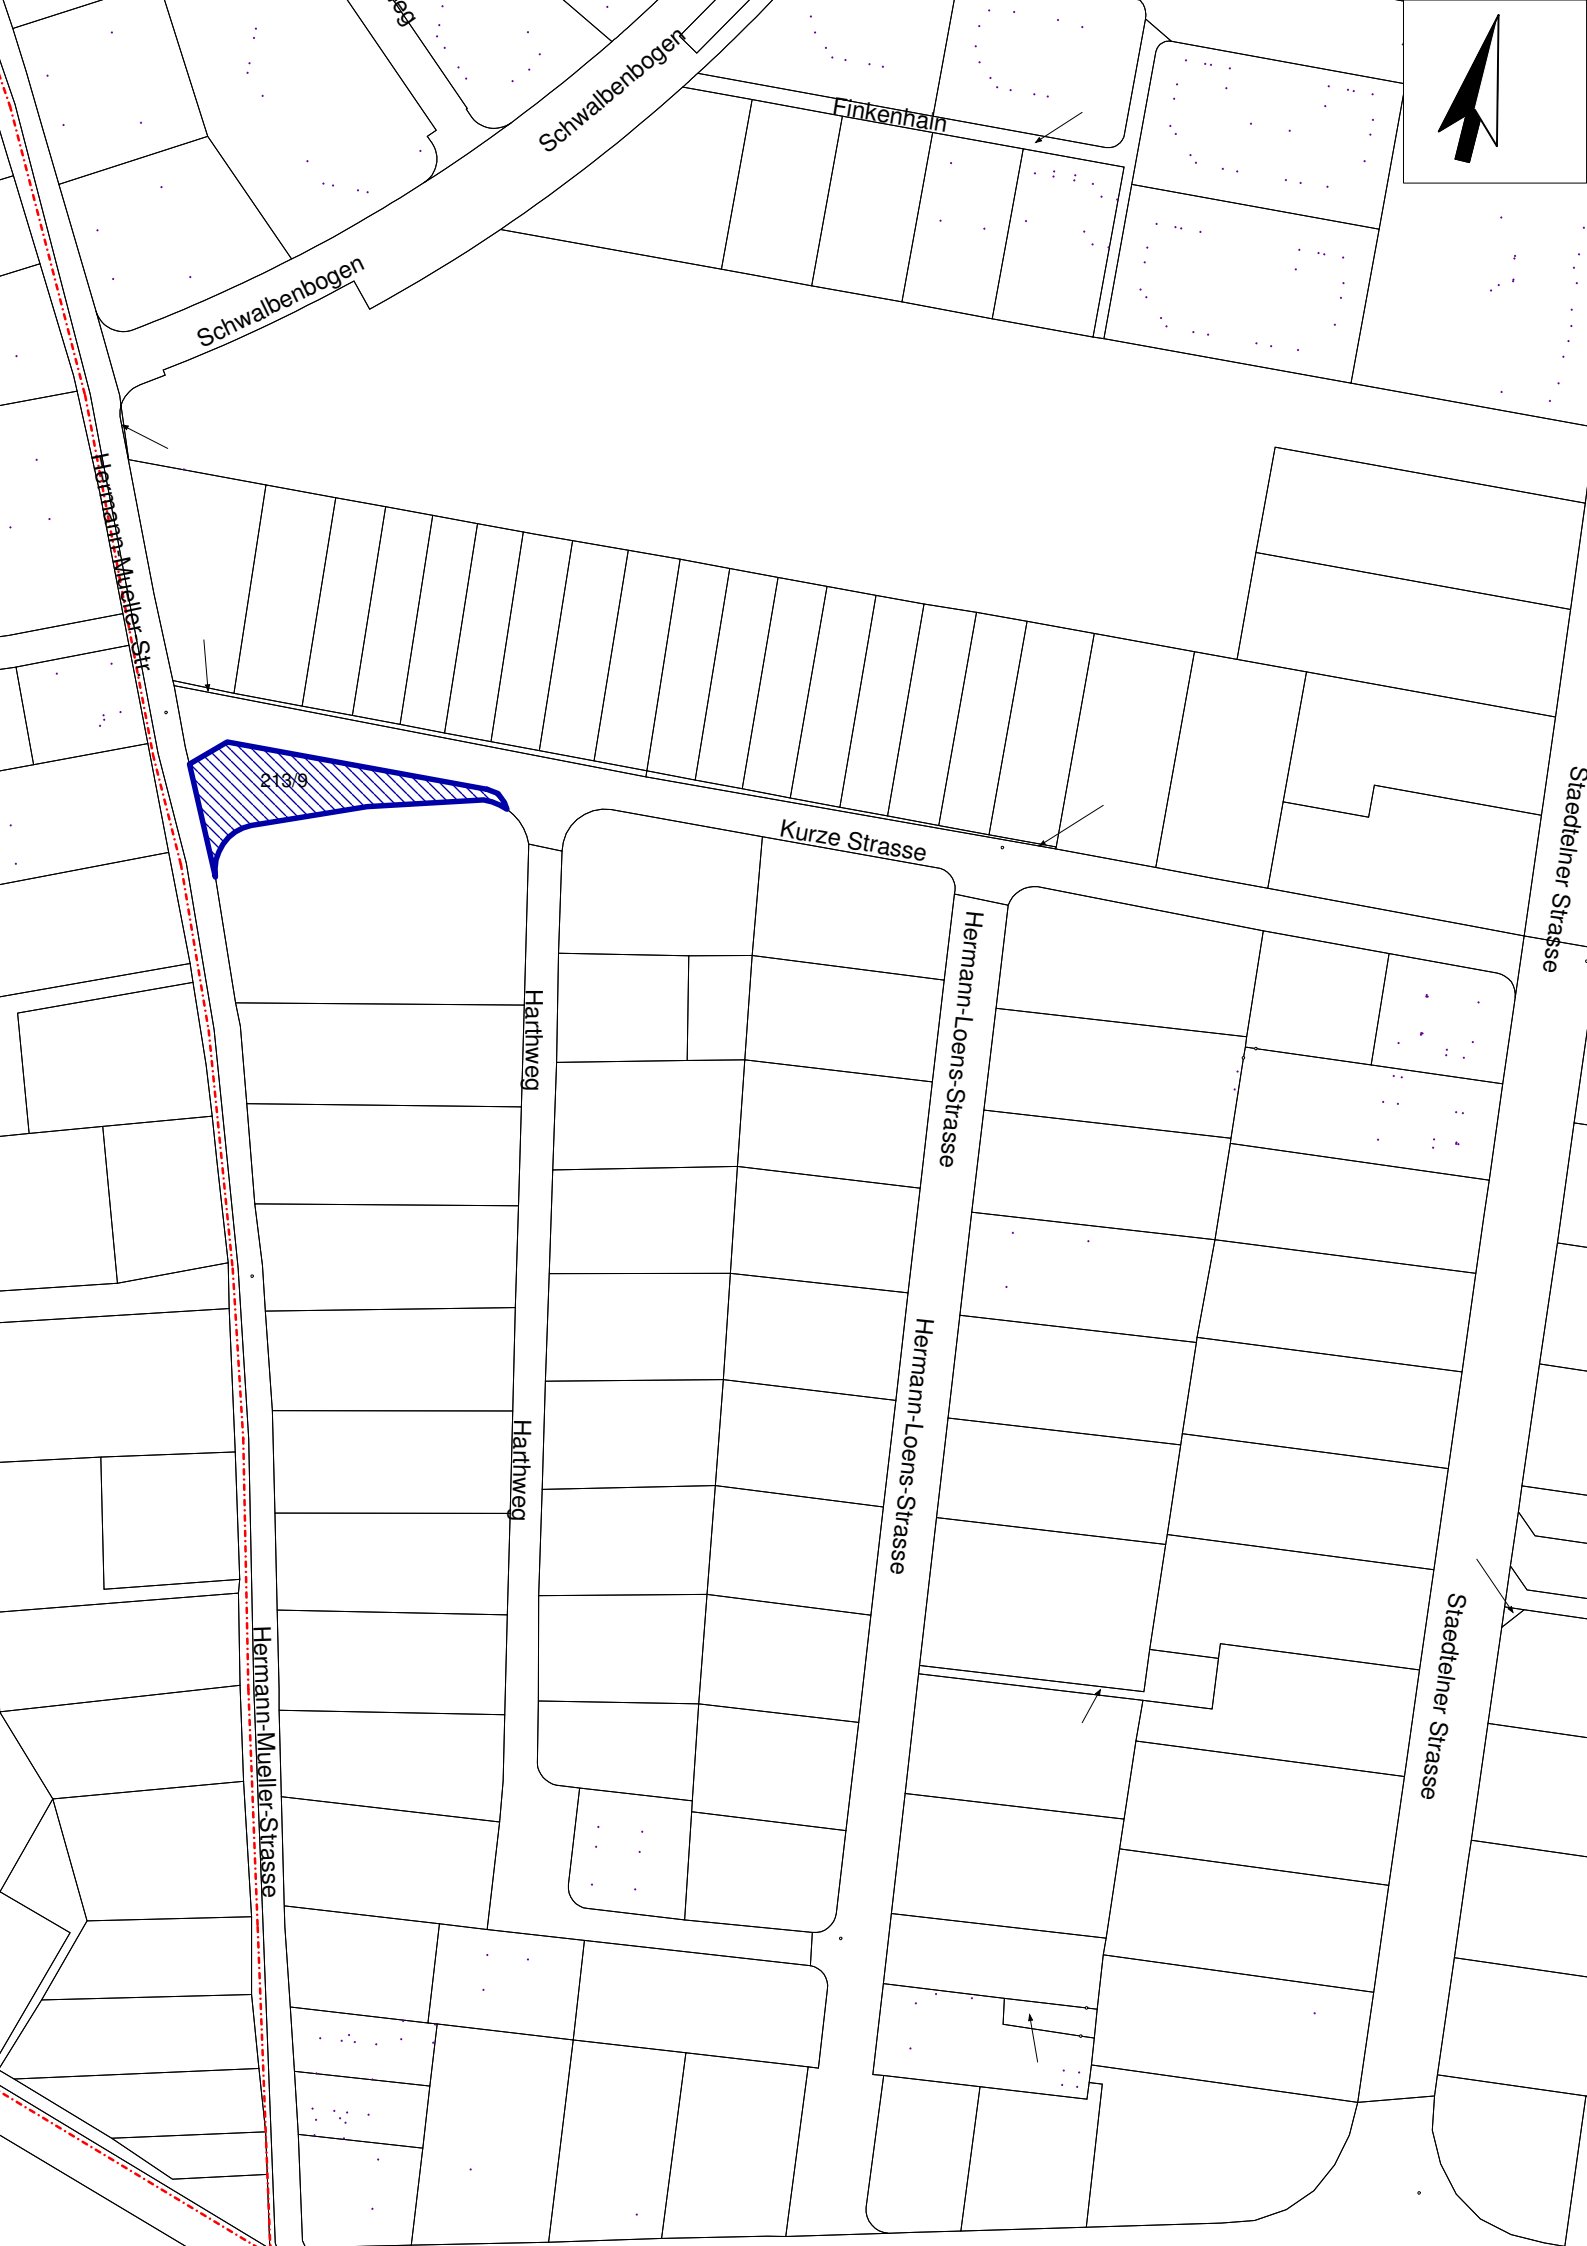 Schwalbenbogen
Finkenhain
Schwalbenbogen
Hermann-Mueller Str.
213/9
Kurze Strasse
Staedtelner Strasse
Hermann-Loens-Strasse
Harthweg
Hermann-Loens-Strasse
Harthweg
Staedtelner Strasse
Hermann-Mueller-Strasse